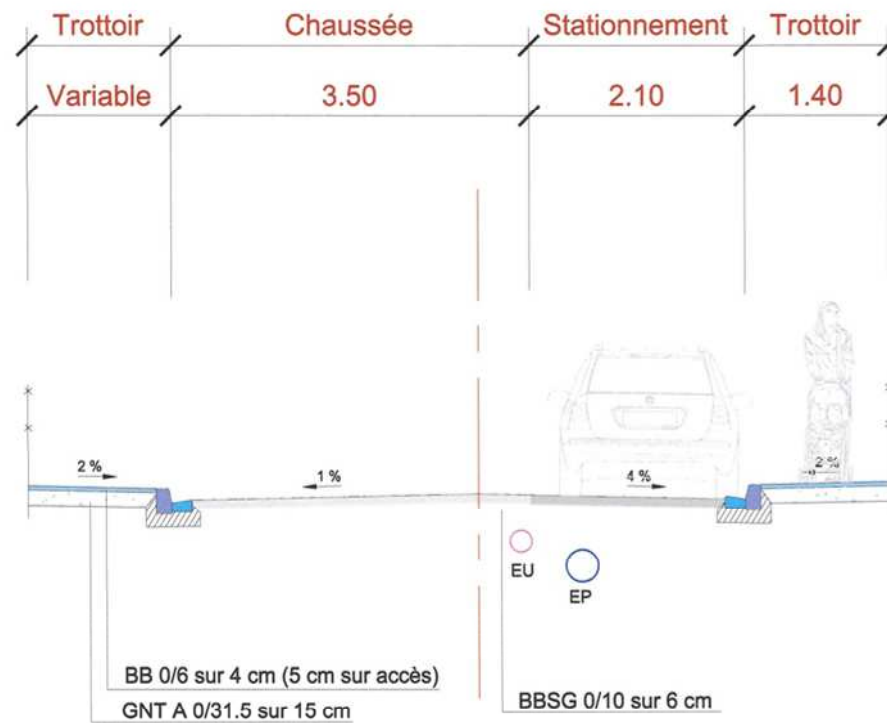 Trottoir Chaussée Stationnement Trottoir
Variable 3.50 2.10 1.40
2 % 1 % 4 % 2 %
EU
EP
BB 0/6 sur 4 cm (5 cm sur accès)
GNT A 0/31.5 sur 15 cm
BBSG 0/10 sur 6 cm